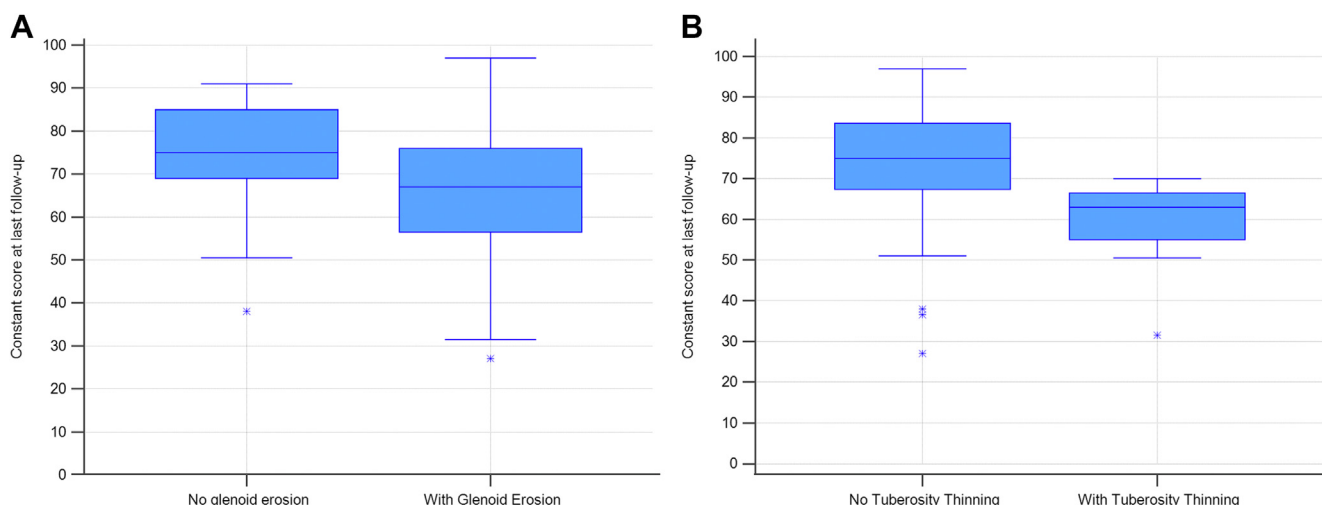 A
Constant score at last follow-up
100
90
80
70
60
50
40
30
20
10
0
No glenoid erosion
With Glenoid Erosion
B
Constant score at last follow-up
100
90
80
70
60
50
40
30
20
10
0
No Tuberosity Thinning
With Tuberosity Thinning